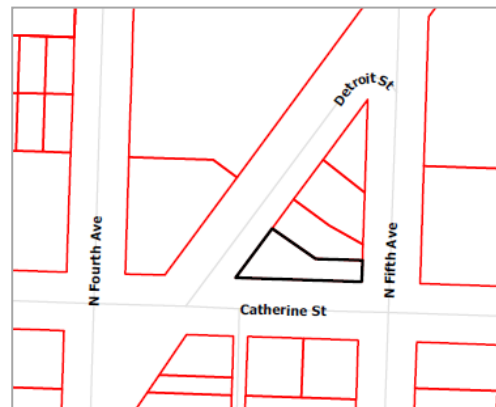 Detroit St
N Fourth Ave
N Fifth Ave
Catherine St